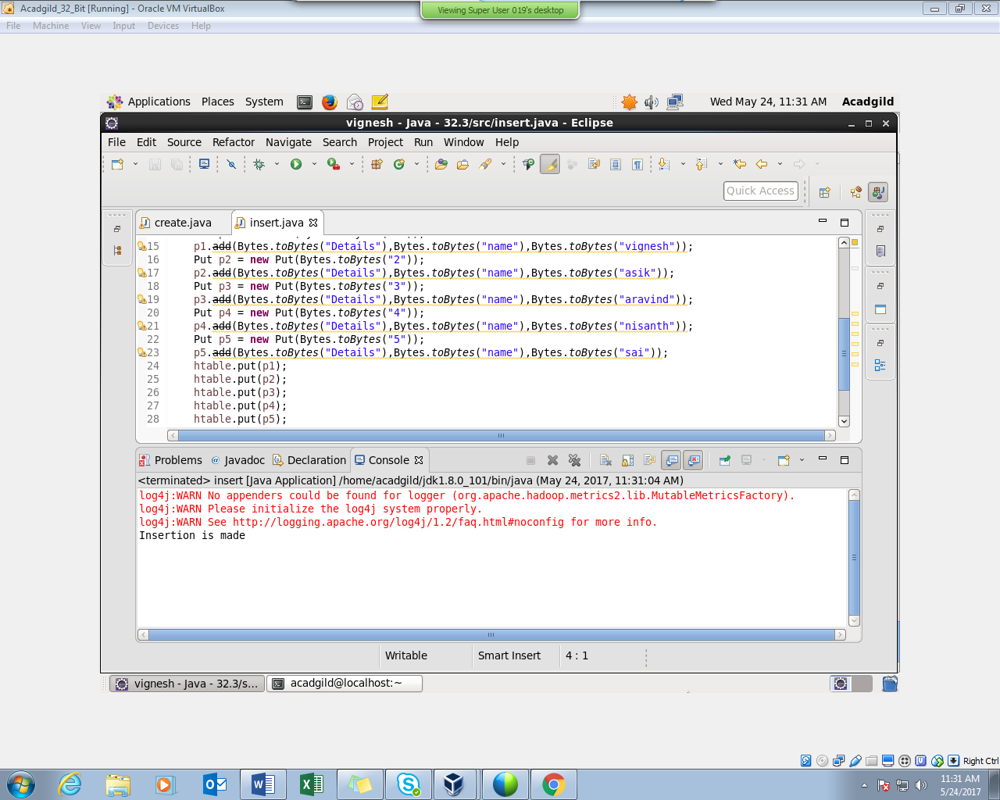 Acadgild_32_Bit [Running] - Oracle VM VirtualBox
Viewing Super User 019's desktop
File Machine View Input Devices Help
Applications Places System
Wed May 24, 11:31 AM Acadgild
vignesh - Java - 32.3/src/insert.java - Eclipse
File Edit Source Refactor Navigate Search Project Run Window Help
Quick Access
create.java insert.java
15 p1.add(Bytes.toBytes("Details"),Bytes.toBytes("name"),Bytes.toBytes("vignesh"));
16 Put p2 = new Put(Bytes.toBytes("2"));
17 p2.add(Bytes.toBytes("Details"),Bytes.toBytes("name"),Bytes.toBytes("asik"));
18 Put p3 = new Put(Bytes.toBytes("3"));
19 p3.add(Bytes.toBytes("Details"),Bytes.toBytes("name"),Bytes.toBytes("aravind"));
20 Put p4 = new Put(Bytes.toBytes("4"));
21 p4.add(Bytes.toBytes("Details"),Bytes.toBytes("name"),Bytes.toBytes("nisanth"));
22 Put p5 = new Put(Bytes.toBytes("5"));
23 p5.add(Bytes.toBytes("Details"),Bytes.toBytes("name"),Bytes.toBytes("sai"));
24 htable.put(p1);
25 htable.put(p2);
26 htable.put(p3);
27 htable.put(p4);
28 htable.put(p5);
Problems Javadoc Declaration Console
<terminated> insert [Java Application] /home/acadgild/jdk1.8.0_101/bin/java (May 24, 2017, 11:31:04 AM)
log4j:WARN No appenders could be found for logger (org.apache.hadoop.metrics2.lib.MutableMetricsFactory).
log4j:WARN Please initialize the log4j system properly.
log4j:WARN See http://logging.apache.org/log4j/1.2/faq.html#noconfig for more info.
Insertion is made
Writable Smart Insert 4 : 1
vignesh - Java - 32.3/s... acadgild@localhost:~
Right Ctrl
11:31 AM
5/24/2017